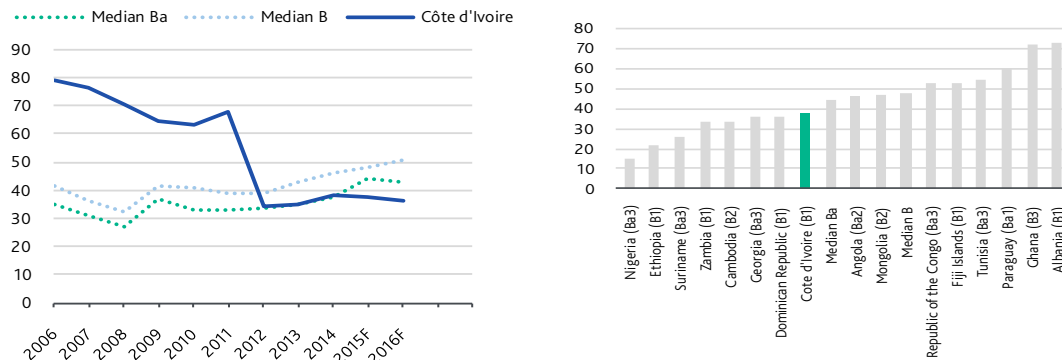 Median Ba
Median B
Côte d'Ivoire
90
80
70
60
50
40
30
20
10
0
2006
2007
2008
2009
2010
2011
2012
2013
2014
2015F
2016F
80
70
60
50
40
30
20
10
0
Nigeria (Ba3)
Ethiopia (B1)
Suriname (Ba3)
Zambia (B1)
Cambodia (B2)
Georgia (Ba3)
Dominican Republic (B1)
Cote d'Ivoire (B1)
Median Ba
Angola (Ba2)
Mongolia (B2)
Median B
Republic of the Congo (Ba3)
Fiji Islands (B1)
Tunisia (Ba3)
Paraguay (Ba1)
Ghana (B3)
Albania (B1)